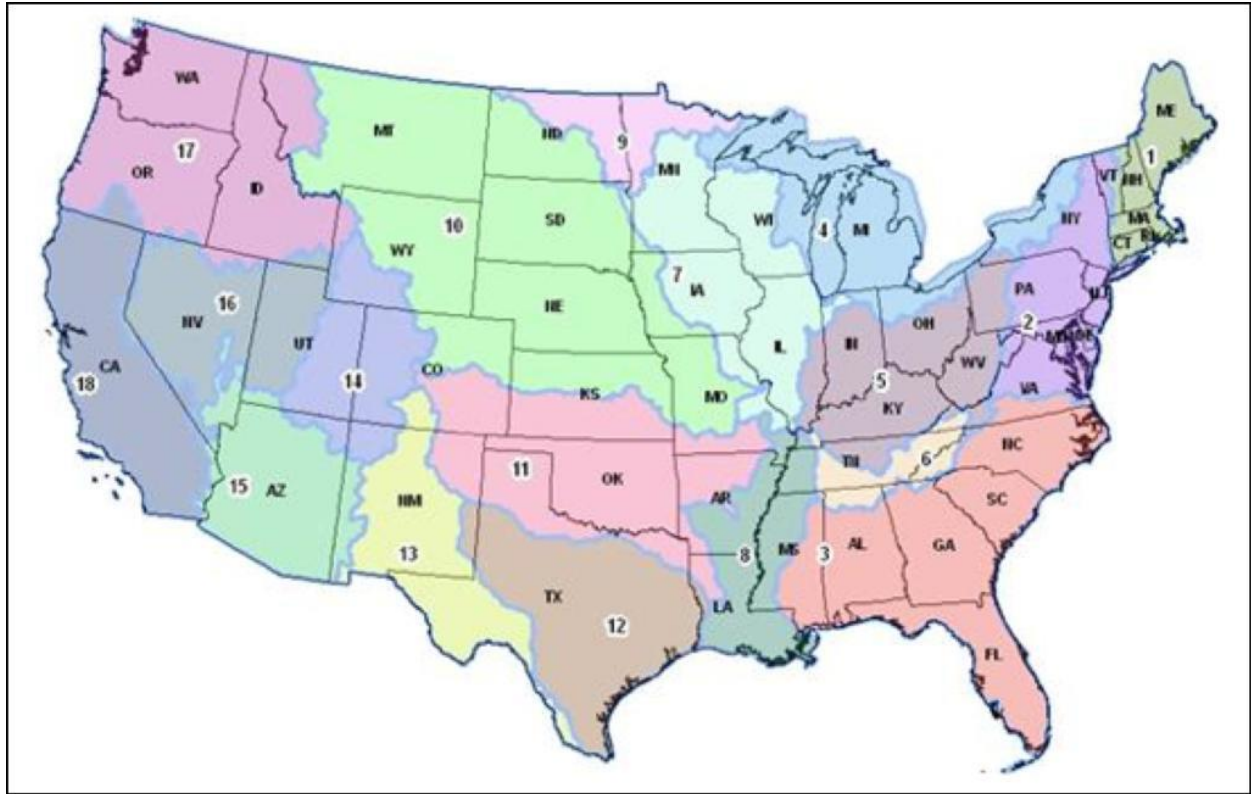 WA
MT
ND
9
MN
ME
OR
17
ID
VT
NH
1
WY
10
SD
WI
4
MI
NY
MA
RI
CT
NV
16
NE
7
IA
PA
NJ
UT
OH
2
MD
DE
CA
18
14
CO
KS
MO
IL
IN
5
WV
VA
KY
15
AZ
NM
11
OK
AR
TN
6
NC
SC
13
TX
12
8
MS
3
AL
GA
LA
FL